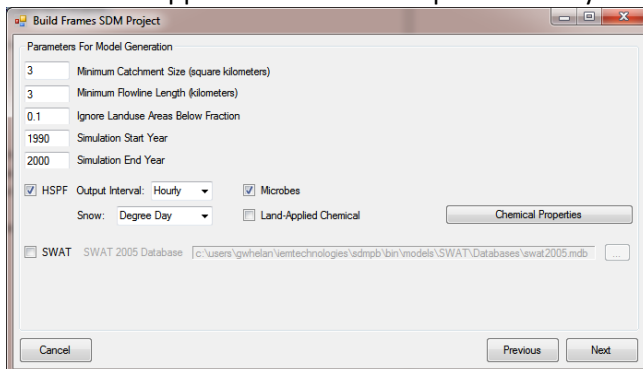 Build Frames SDM Project
Parameters For Model Generation
3 Minimum Catchment Size (square kilometers)
3 Minimum Flowline Length (kilometers)
0.1 Ignore Landuse Areas Below Fraction
1990 Simulation Start Year
2000 Simulation End Year
HSPF Output Interval: Hourly Microbes
Snow: Degree Day Land-Applied Chemical Chemical Properties
SWAT SWAT 2005 Database c:\users\gwhelan\iemtechnologies\sdmpb\bin\models\SWAT\Databases\swat2005.mdb ...
Cancel Previous Next